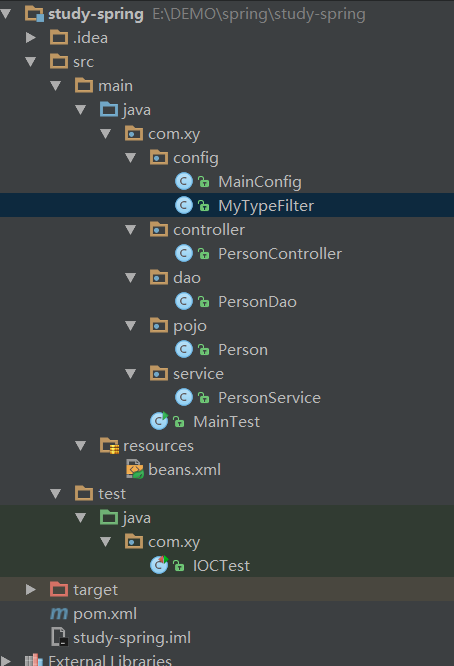 study-spring E:\DEMO\spring\study-spring
.idea
src
main
java
com.xy
config
MainConfig
MyTypeFilter
controller
PersonController
dao
PersonDao
pojo
Person
service
PersonService
MainTest
resources
beans.xml
test
java
com.xy
IOCTest
target
pom.xml
study-spring.iml
External Libraries